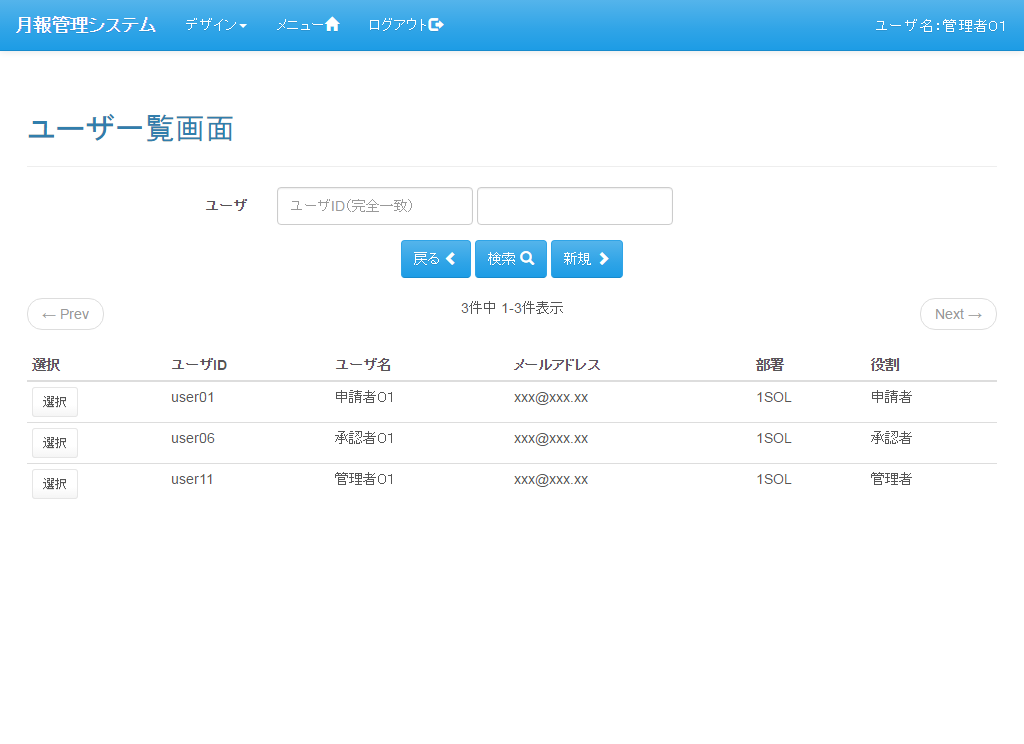 月報管理システム デザイン メニュー ログアウト ユーザ名:管理者01
ユーザ一覧画面
ユーザ ユーザID(完全一致)
戻る 検索 新規
← Prev 3件中 1-3件表示 Next →
選択 ユーザID ユーザ名 メールアドレス 部署 役割
選択 user01 申請者01 xxx@xxx.xx 1SOL 申請者
選択 user06 承認者01 xxx@xxx.xx 1SOL 承認者
選択 user11 管理者01 xxx@xxx.xx 1SOL 管理者